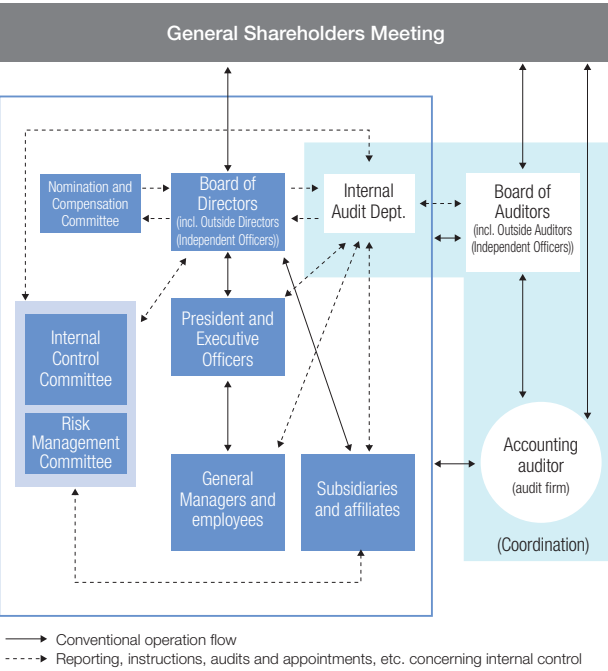 General Shareholders Meeting
Nomination and
Compensation
Committee
Board of
Directors
(incl. Outside Directors
(Independent Officers))
Internal
Audit Dept.
Board of
Auditors
(incl. Outside Auditors
(Independent Officers))
Internal
Control
Committee
Risk
Management
Committee
President and
Executive
Officers
General
Managers and
employees
Subsidiaries
and affiliates
Accounting
auditor
(audit firm)
(Coordination)
Conventional operation flow
Reporting, instructions, audits and appointments, etc. concerning internal control